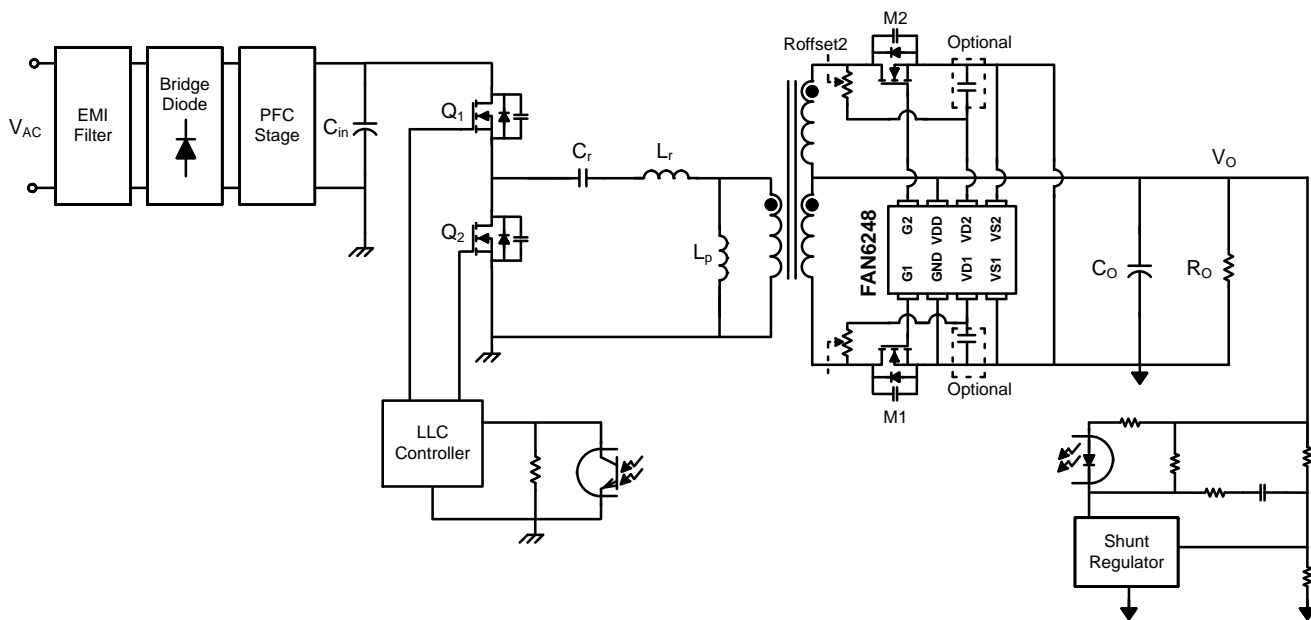 M2
Roffset2
Optional
EMI
Filter
Bridge
Diode
PFC
Stage
V_AC
C_in
Q_1
Q_2
C_r
L_r
L_p
V_O
G2
VDD
VD2
VS2
FAN6248
G1
GND
VD1
VS1
C_O
R_O
M1
Optional
LLC
Controller
Shunt
Regulator